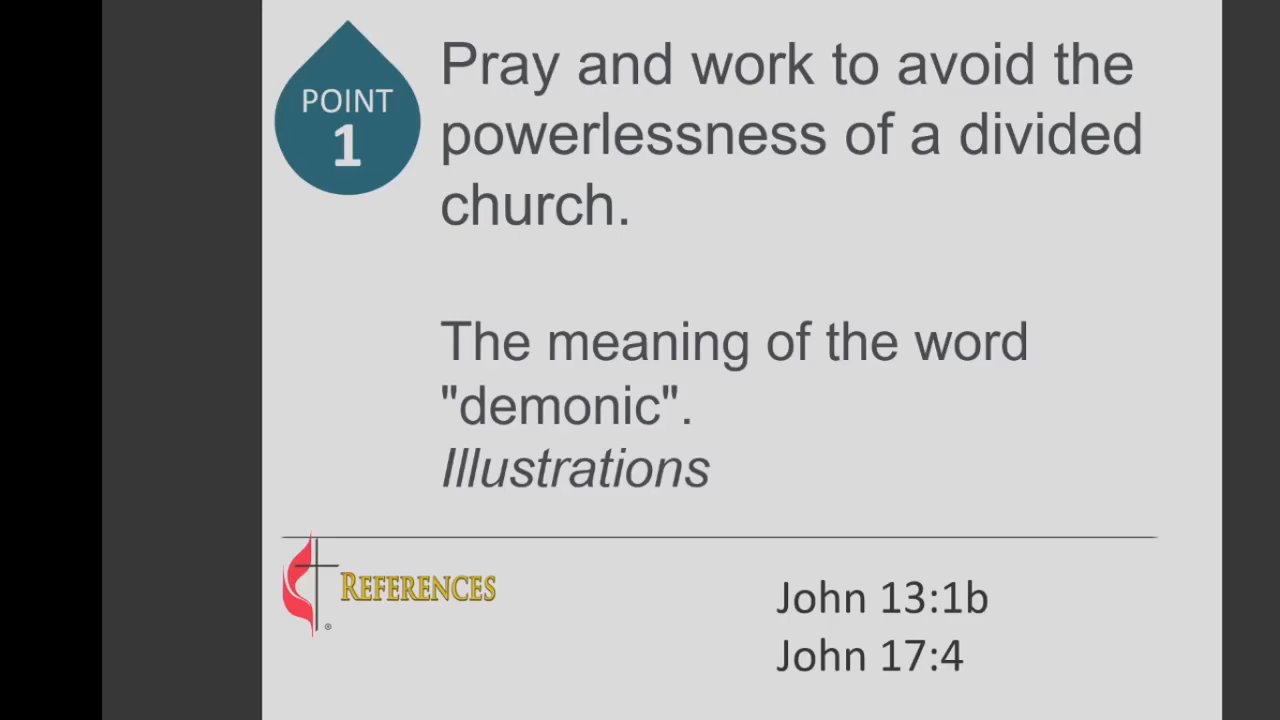 POINT
1
Pray and work to avoid the
powerlessness of a divided
church.
The meaning of the word
"demonic".
Illustrations
REFERENCES
®
John 13:1b
John 17:4